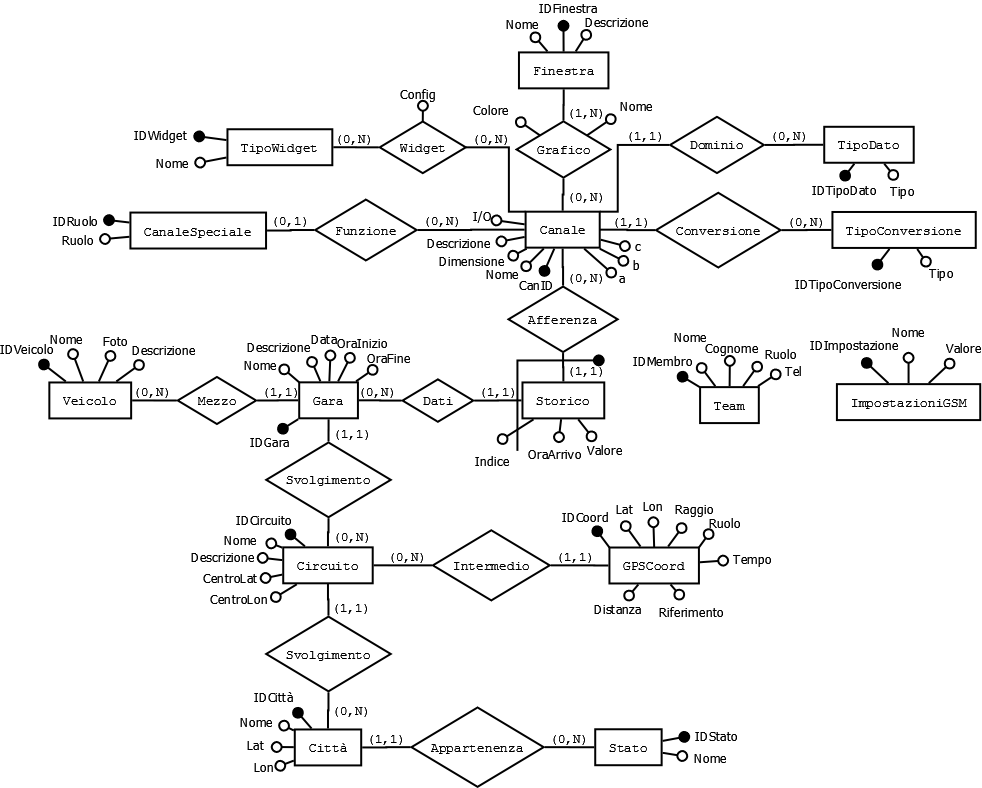 IDFinestra
Nome
Descrizione
Finestra
(1,N)
Config
Colore
Nome
IDWidget
Nome
TipoWidget
(0,N)
Widget
(0,N)
Grafico
(1,1)
Dominio
(0,N)
TipoDato
IDTipoDato
Tipo
(0,N)
IDRuolo
Ruolo
CanaleSpeciale
(0,1)
Funzione
(0,N)
I/O
Canale
(1,1)
Conversione
(0,N)
TipoConversione
Descrizione
Dimensione
Nome
CanID
(0,N)
a
b
c
IDTipoConversione
Tipo
Afferenza
(1,1)
IDVeicolo
Nome
Foto
Descrizione
Veicolo
(0,N)
Mezzo
(1,1)
Nome
Descrizione
Data
OraInizio
OraFine
Gara
IDGara
(0,N)
Dati
(1,1)
Storico
Indice
OraArrivo
Valore
IDMembro
Nome
Cognome
Ruolo
Tel
Team
IDImpostazione
Nome
Valore
ImpostazioniGSM
(1,1)
Svolgimento
(0,N)
IDCircuito
Nome
Descrizione
CentroLat
CentroLon
Circuito
(0,N)
Intermedio
(1,1)
IDCoord
Lat
Lon
Raggio
Ruolo
Tempo
GPSCoord
Distanza
Riferimento
(1,1)
Svolgimento
(0,N)
IDCittà
Nome
Lat
Lon
Città
(1,1)
Appartenenza
(0,N)
Stato
IDStato
Nome